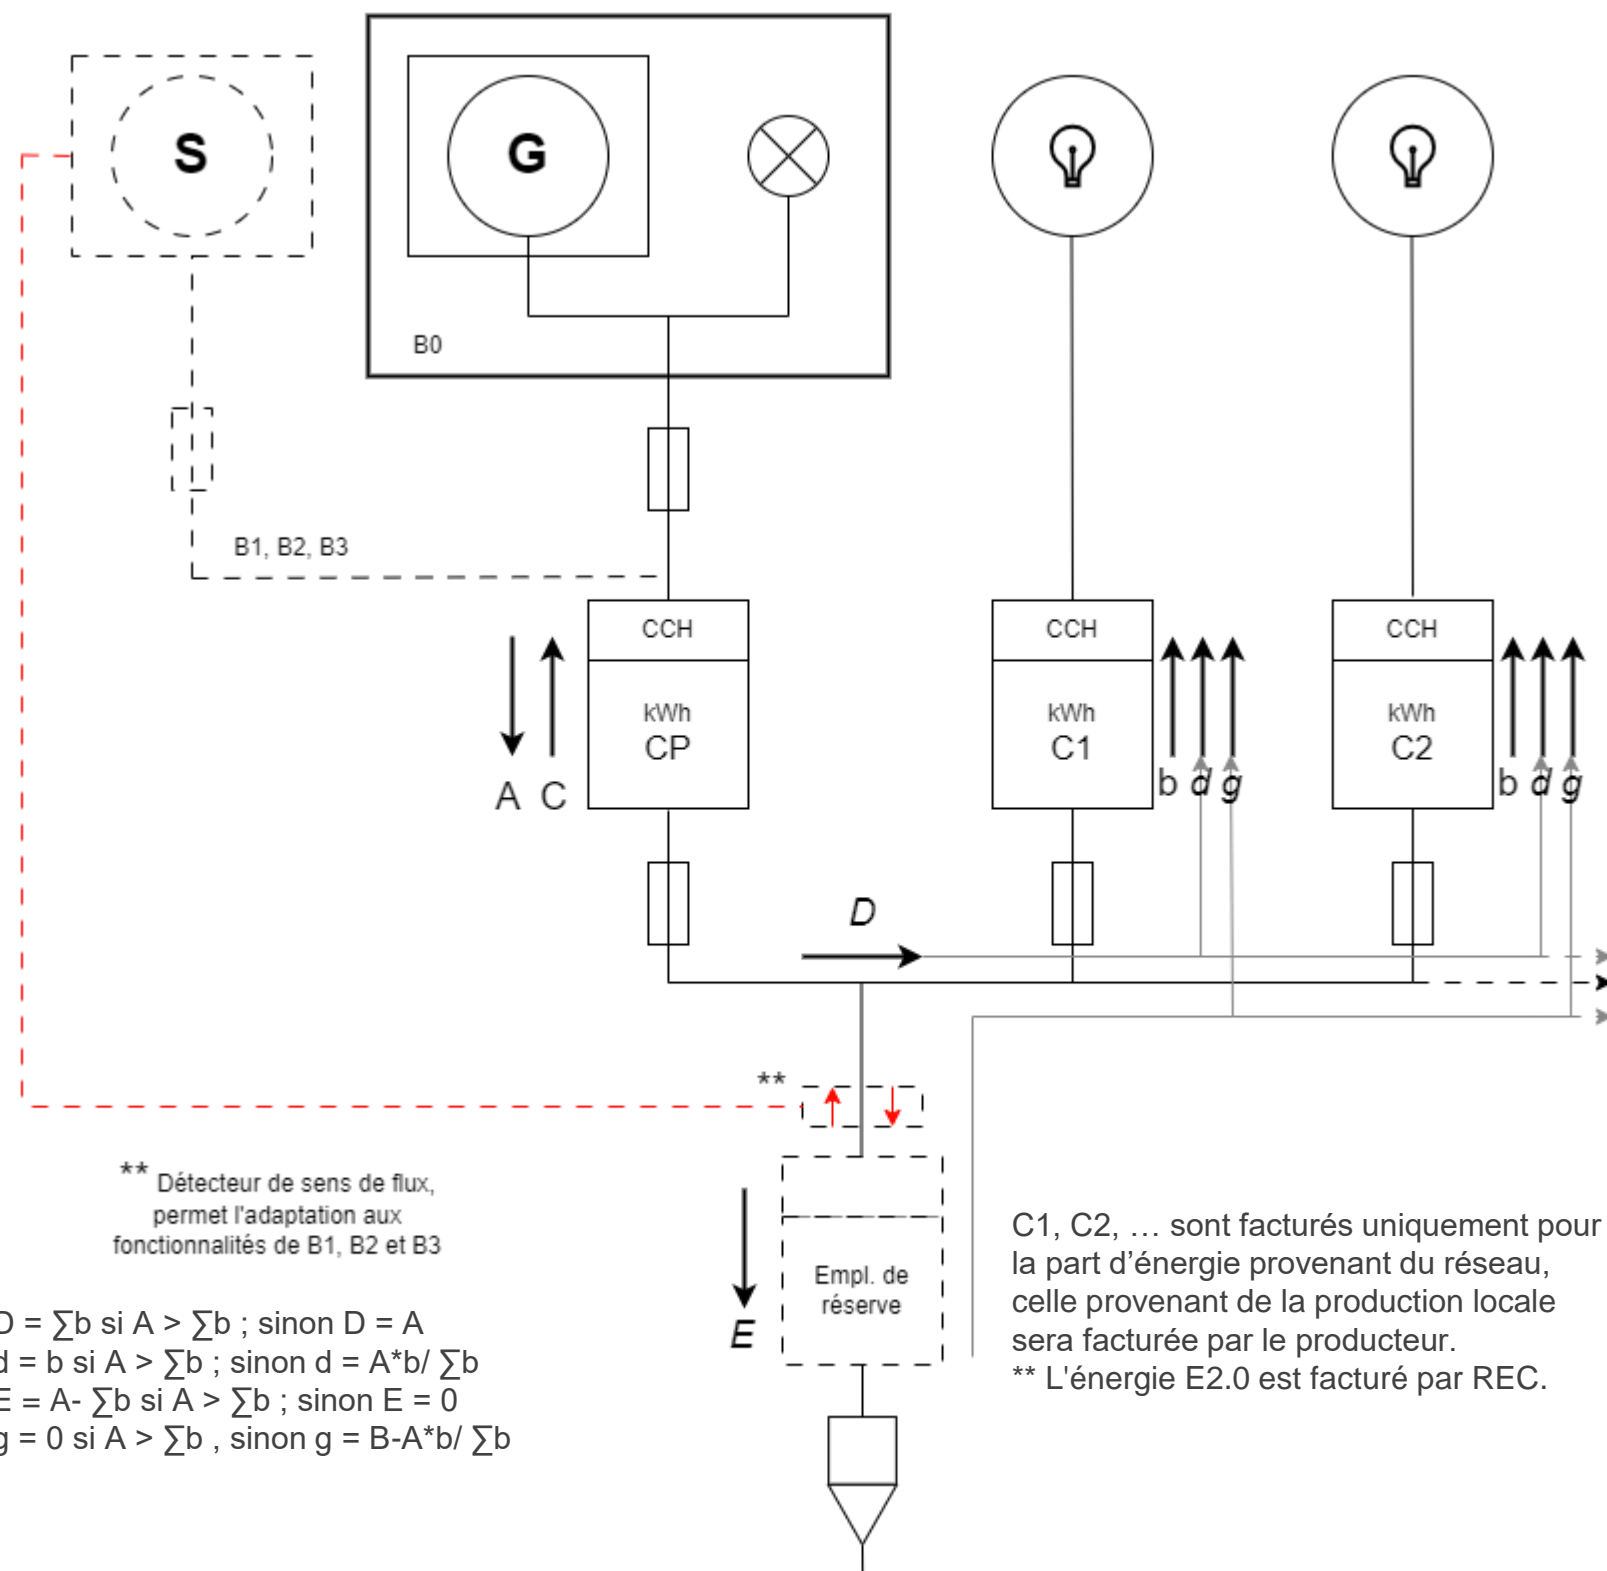 S
G
B0
B1, B2, B3
CCH
CCH
CCH
kWh
CP
kWh
C1
kWh
C2
A C
b d g
b d g
D
**
** Détecteur de sens de flux,
permet l'adaptation aux
fonctionnalités de B1, B2 et B3
E
Empl. de
réserve
D = ∑b si A > ∑b ; sinon D = A
d = b si A > ∑b ; sinon d = A*b/ ∑b
E = A- ∑b si A > ∑b ; sinon E = 0
g = 0 si A > ∑b , sinon g = B-A*b/ ∑b
C1, C2, … sont facturés uniquement pour
la part d’énergie provenant du réseau,
celle provenant de la production locale
sera facturée par le producteur.
** L'énergie E2.0 est facturé par REC.